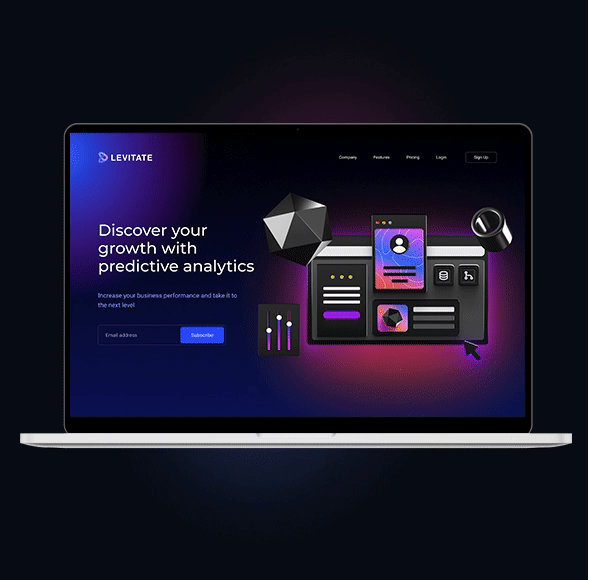 LEVITATE
Company Features Pricing Login Sign Up
Discover your
growth with
predictive analytics
Increase your business performance and take it to
the next level
Email address Subscribe